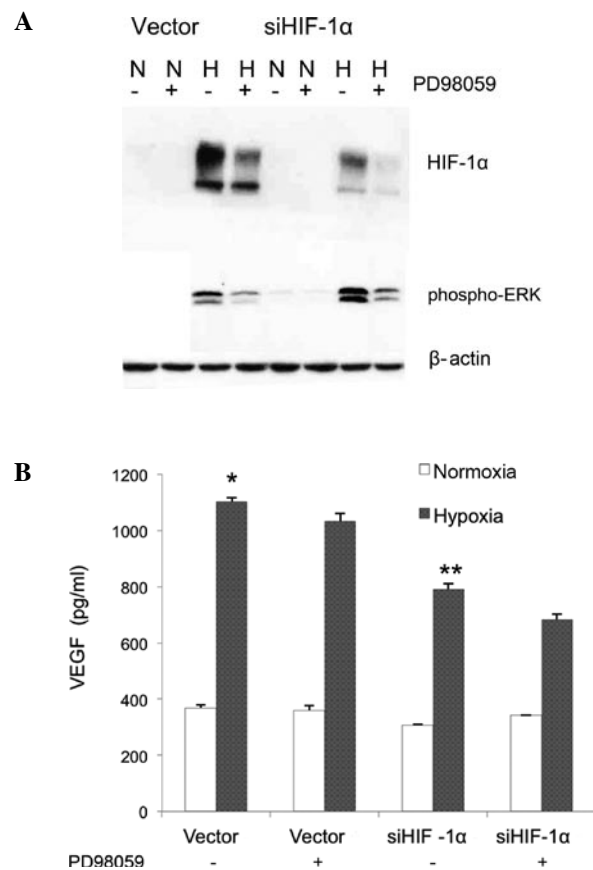 A
Vector siHIF-1α
N N H H N N H H
- + - + - + - + PD98059
HIF-1α
phospho-ERK
β-actin
B
1200
1000
800
600
400
200
0
VEGF (pg/ml)
Normoxia
Hypoxia
*
**
Vector Vector siHIF -1α siHIF-1α
PD98059 - + - +